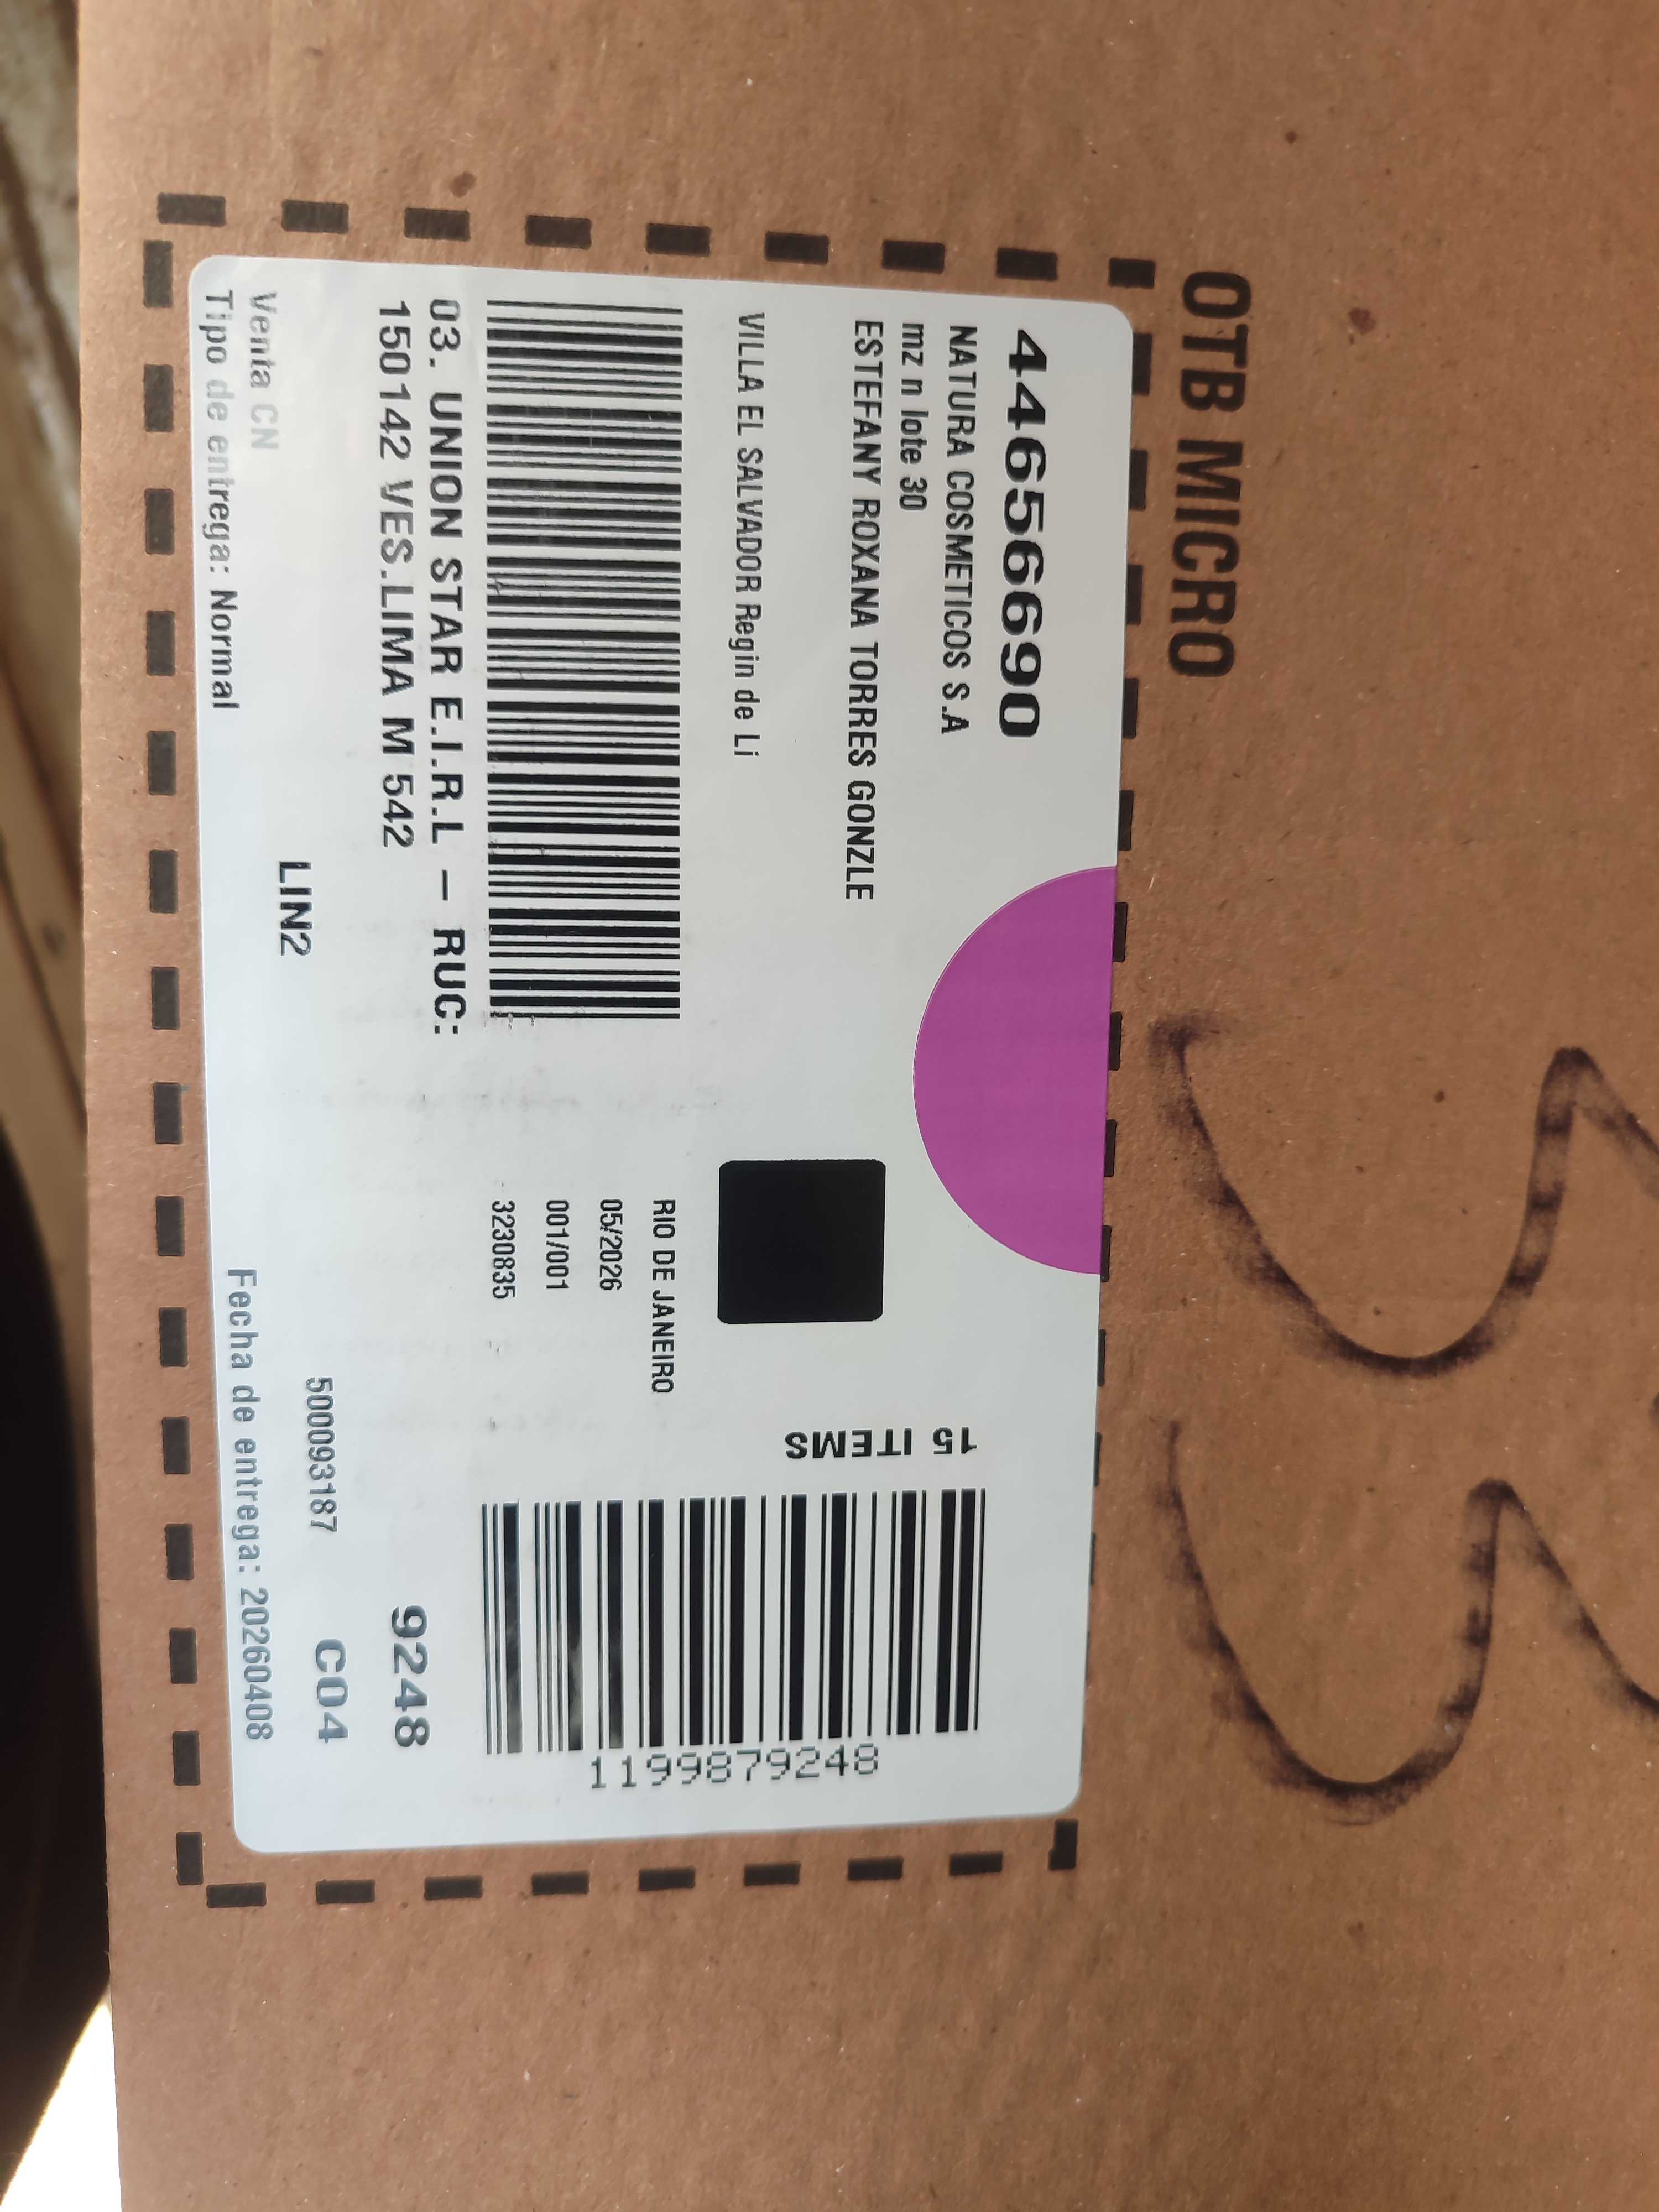 OTB MICRO
446566690
NATURA COSMETICOS S.A
mz n lote 30
ESTEFANY ROXANA TORRES GONZLE
VILLA EL SALVADOR Regin de Li
15 ITEMS
1199879248
RIO DE JANEIRO
05/2026
001/001
3230835
03. UNION STAR E.I.R.L - RUC:
150142 VES.LIMA M 542
9248
LIN2
500093187
C04
Venta CN
Tipo de entrega: Normal
Fecha de entrega: 20260408
33